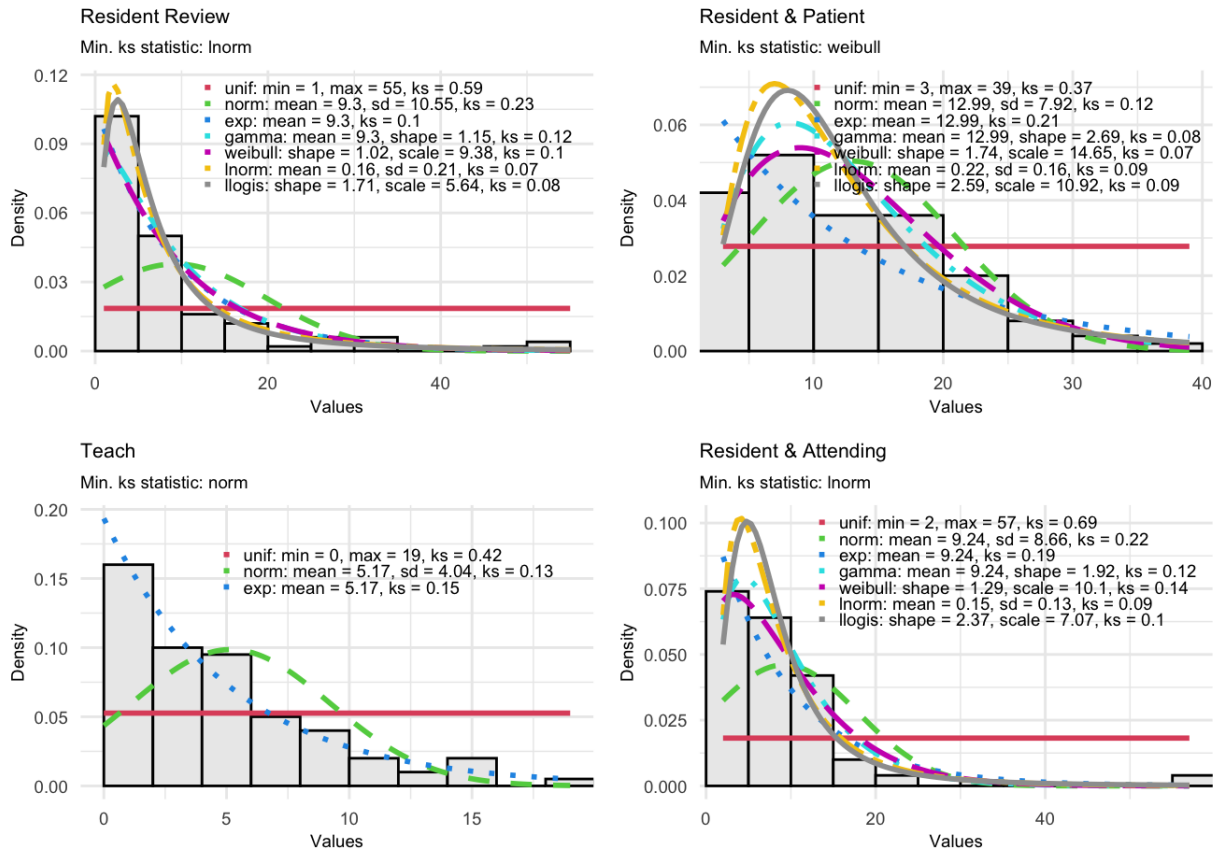 Resident Review
Min. ks statistic: lnorm
0.12
0.09
0.06
0.03
0.00
Density
unif: min = 1, max = 55, ks = 0.59
norm: mean = 9.3, sd = 10.55, ks = 0.23
exp: mean = 9.3, ks = 0.1
gamma: mean = 9.3, shape = 1.15, ks = 0.12
weibull: shape = 1.02, scale = 9.38, ks = 0.1
lnorm: mean = 0.16, sd = 0.21, ks = 0.07
llogis: shape = 1.71, scale = 5.64, ks = 0.08
0
20
40
Values
Resident & Patient
Min. ks statistic: weibull
0.06
0.04
0.02
0.00
Density
unif: min = 3, max = 39, ks = 0.37
norm: mean = 12.99, sd = 7.92, ks = 0.12
exp: mean = 12.99, ks = 0.21
gamma: mean = 12.99, shape = 2.69, ks = 0.08
weibull: shape = 1.74, scale = 14.65, ks = 0.07
lnorm: mean = 0.22, sd = 0.16, ks = 0.09
llogis: shape = 2.59, scale = 10.92, ks = 0.09
10
20
30
40
Values
Teach
Min. ks statistic: norm
0.20
0.15
0.10
0.05
0.00
Density
unif: min = 0, max = 19, ks = 0.42
norm: mean = 5.17, sd = 4.04, ks = 0.13
exp: mean = 5.17, ks = 0.15
0
5
10
15
Values
Resident & Attending
Min. ks statistic: lnorm
0.100
0.075
0.050
0.025
0.000
Density
unif: min = 2, max = 57, ks = 0.69
norm: mean = 9.24, sd = 8.66, ks = 0.22
exp: mean = 9.24, ks = 0.19
gamma: mean = 9.24, shape = 1.92, ks = 0.12
weibull: shape = 1.29, scale = 10.1, ks = 0.14
lnorm: mean = 0.15, sd = 0.13, ks = 0.09
llogis: shape = 2.37, scale = 7.07, ks = 0.1
0
20
40
Values